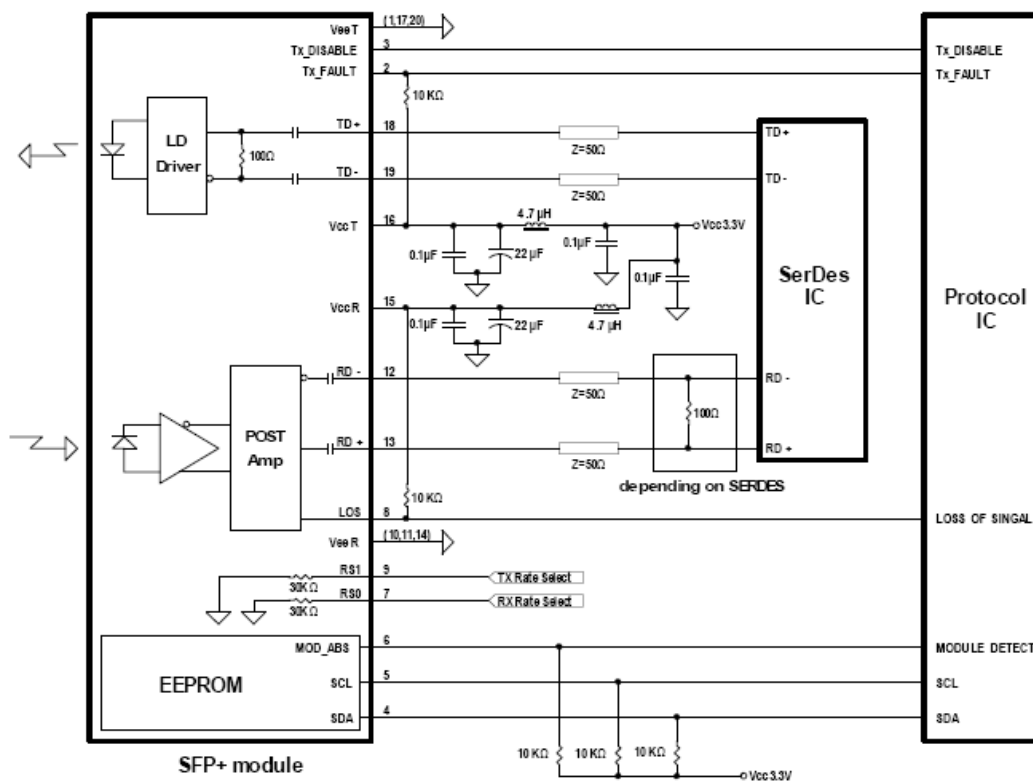 VeeT
(1,17,20)
Tx_DISABLE
3
Tx_DISABLE
Tx_FAULT
2
Tx_FAULT
10 KΩ
LD
Driver
100Ω
TD+
18
Z=50Ω
TD+
TD-
19
Z=50Ω
TD-
VccT
16
4.7 µH
Vcc3.3V
0.1µF
22 µF
0.1µF
0.1µF
SerDes
IC
Protocol
IC
VccR
15
0.1µF
22 µF
4.7 µH
RD -
12
Z=50Ω
RD -
100Ω
POST
Amp
RD +
13
Z=50Ω
RD +
depending on SERDES
10 KΩ
LOS
8
LOSS OF SINGAL
VeeR
(10,11,14)
RS1
9
TX Rate Select
30KΩ
RS0
7
RX Rate Select
30KΩ
MOD_ABS
6
MODULE DETECT
EEPROM
SCL
5
SCL
SDA
4
SDA
10 KΩ
10 KΩ
10 KΩ
SFP+ module
Vcc3.3V